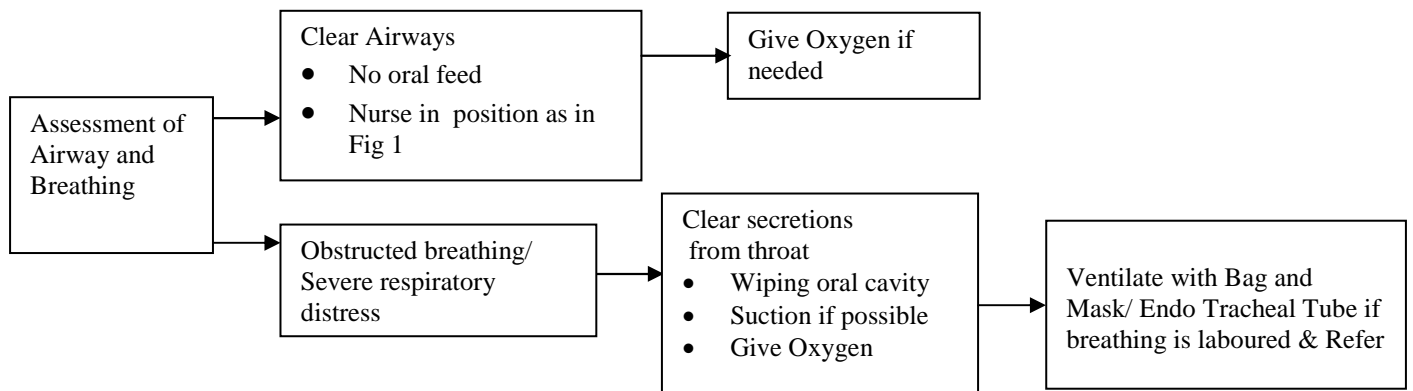 Assessment of
Airway and
Breathing
Clear Airways
● No oral feed
● Nurse in position as in
Fig 1
Give Oxygen if
needed
Obstructed breathing/
Severe respiratory
distress
Clear secretions
from throat
● Wiping oral cavity
● Suction if possible
● Give Oxygen
Ventilate with Bag and
Mask/ Endo Tracheal Tube if
breathing is laboured & Refer